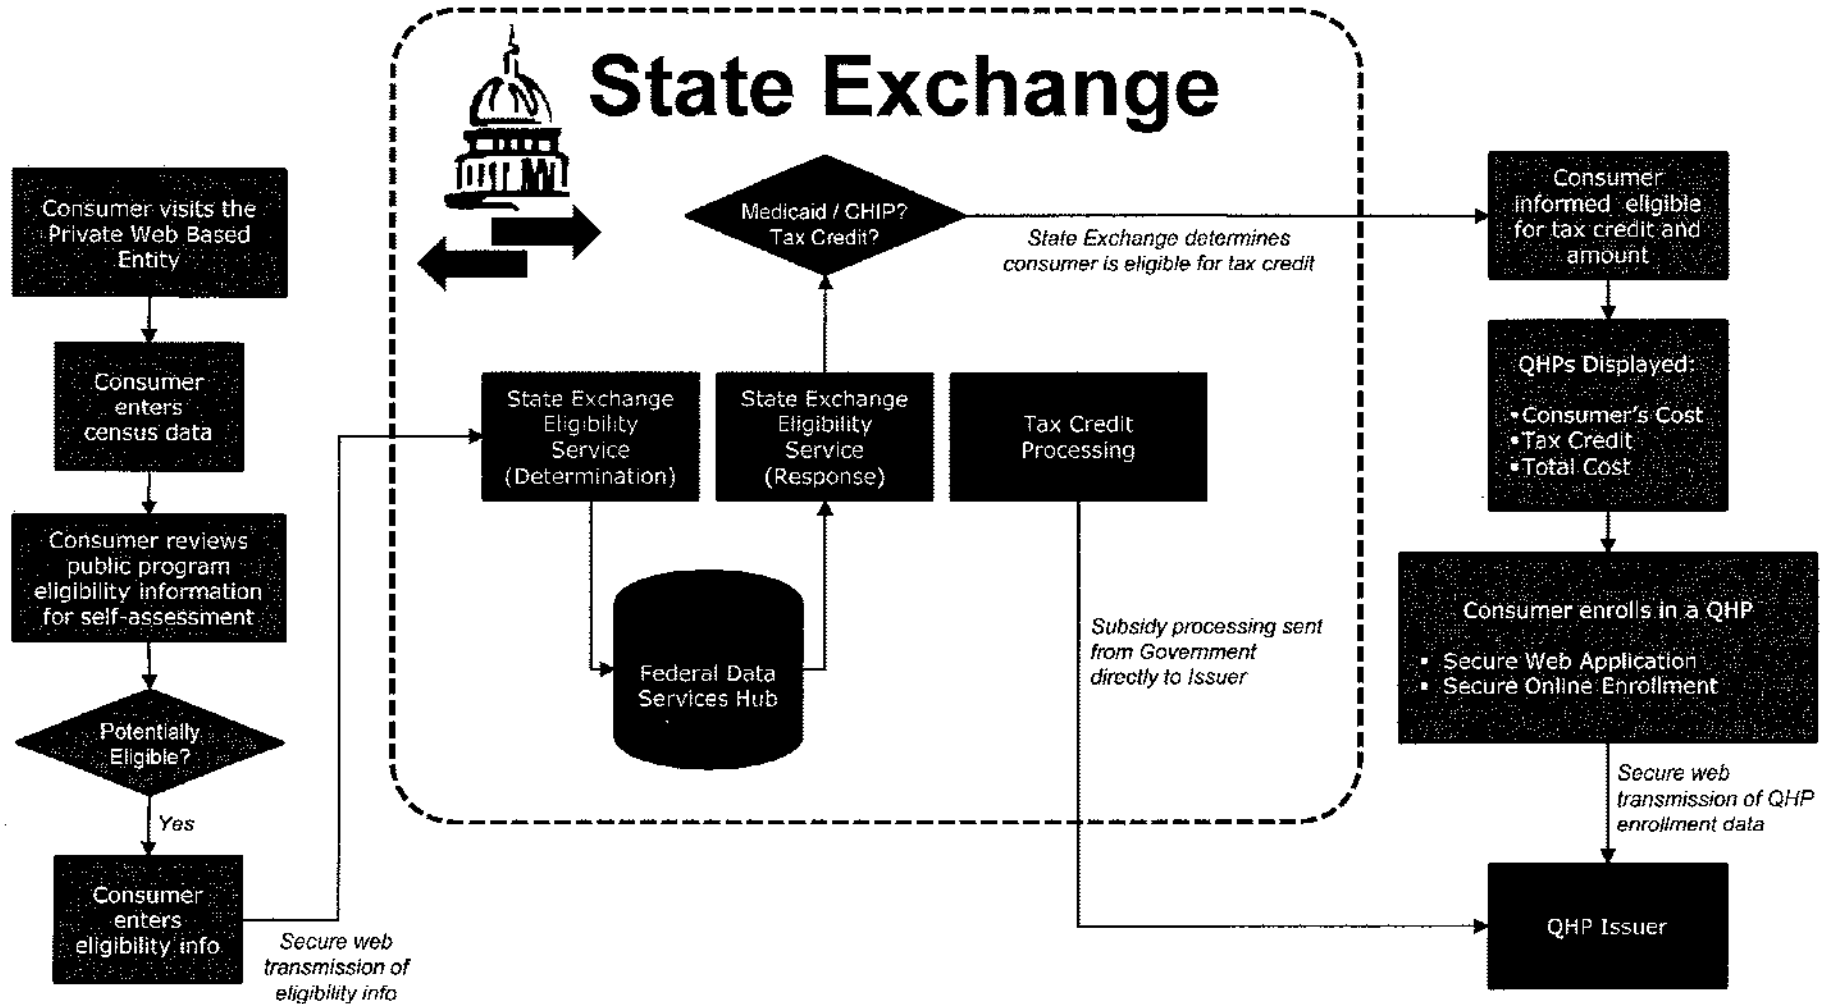 State Exchange
Consumer visits the
Private Web Based
Entity
Consumer
enters
census data
Consumer reviews
public program
eligibility information
for self-assessment
Potentially
Eligible?
Yes
Consumer
enters
eligibility info
Secure web
transmission of
eligibility info
State Exchange
Eligibility
Service
(Determination)
Federal Data
Services Hub
State Exchange
Eligibility
Service
(Response)
Medicaid / CHIP?
Tax Credit?
State Exchange determines
consumer is eligible for tax credit
Tax Credit
Processing
Subsidy processing sent
from Government
directly to Issuer
Consumer
informed eligible
for tax credit and
amount
QHPs Displayed:
•Consumer's Cost
•Tax Credit
•Total Cost
Consumer enrolls in a QHP
▪ Secure Web Application
▪ Secure Online Enrollment
Secure web
transmission of QHP
enrollment data
QHP Issuer